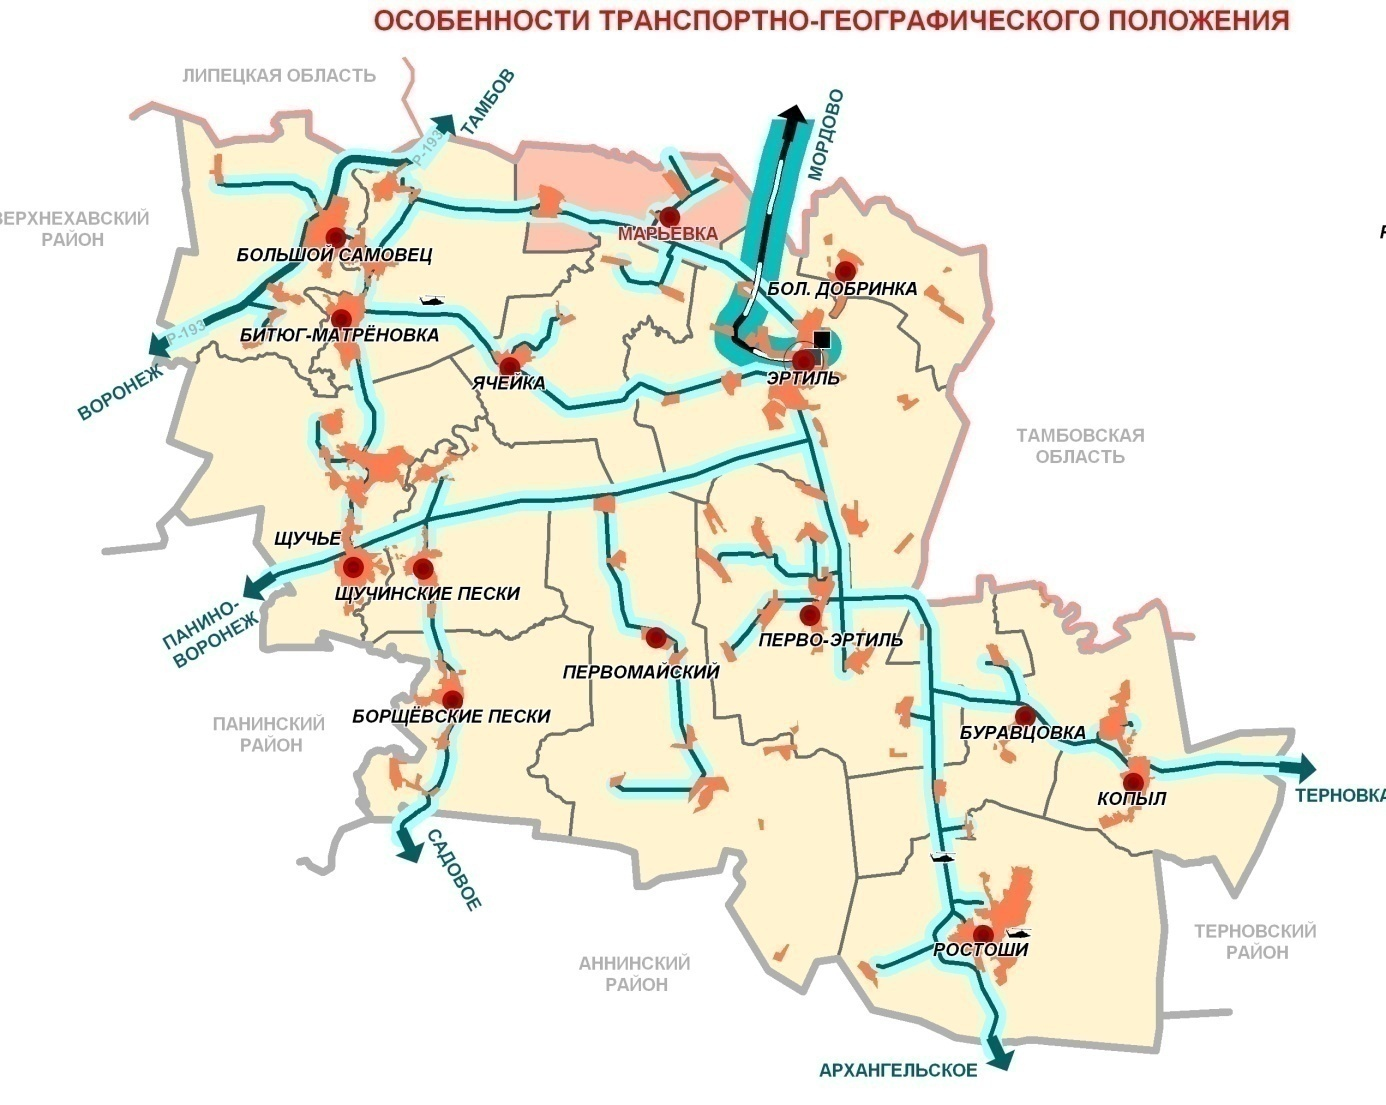 ОСОБЕННОСТИ ТРАНСПОРТНО-ГЕОГРАФИЧЕСКОГО ПОЛОЖЕНИЯ
ЛИПЕЦКАЯ ОБЛАСТЬ
ТАМБОВ
Р-193
МОРДОВО
ВЕРХНЕХАВСКИЙ
РАЙОН
МАРЬЕВКА
БОЛЬШОЙ САМОВЕЦ
БОЛ. ДОБРИНКА
Р-193
БИТЮГ-МАТРЁНОВКА
ВОРОНЕЖ
ЯЧЕЙКА
ЭРТИЛЬ
ТАМБОВСКАЯ
ОБЛАСТЬ
ЩУЧЬЕ
ЩУЧИНСКИЕ ПЕСКИ
ПАНИНО-
ВОРОНЕЖ
ПЕРВО-ЭРТИЛЬ
ПЕРВОМАЙСКИЙ
БОРЩЁВСКИЕ ПЕСКИ
ПАНИНСКИЙ
РАЙОН
БУРАВЦОВКА
КОПЫЛ
ТЕРНОВКА
САДОВОЕ
ТЕРНОВСКИЙ
РАЙОН
РОСТОШИ
АННИНСКИЙ
РАЙОН
АРХАНГЕЛЬСКОЕ